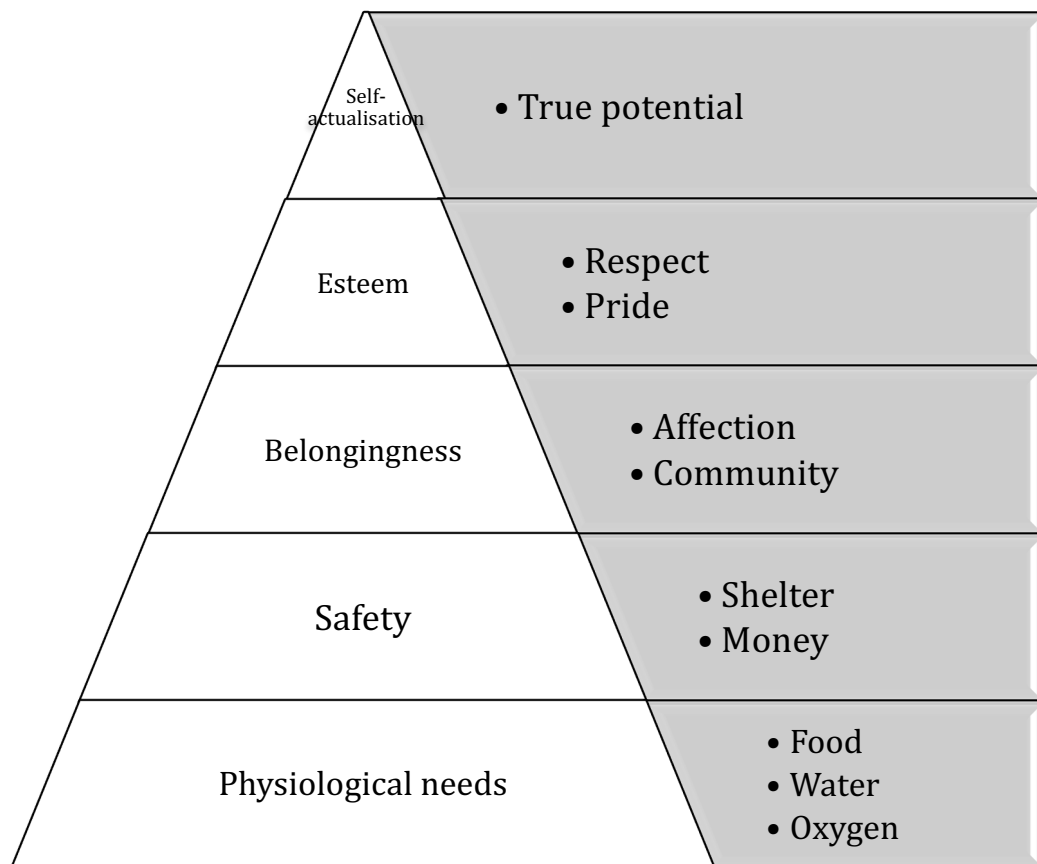 Self-
actualisation
• True potential
Esteem
• Respect
• Pride
Belongingness
• Affection
• Community
Safety
• Shelter
• Money
Physiological needs
• Food
• Water
• Oxygen